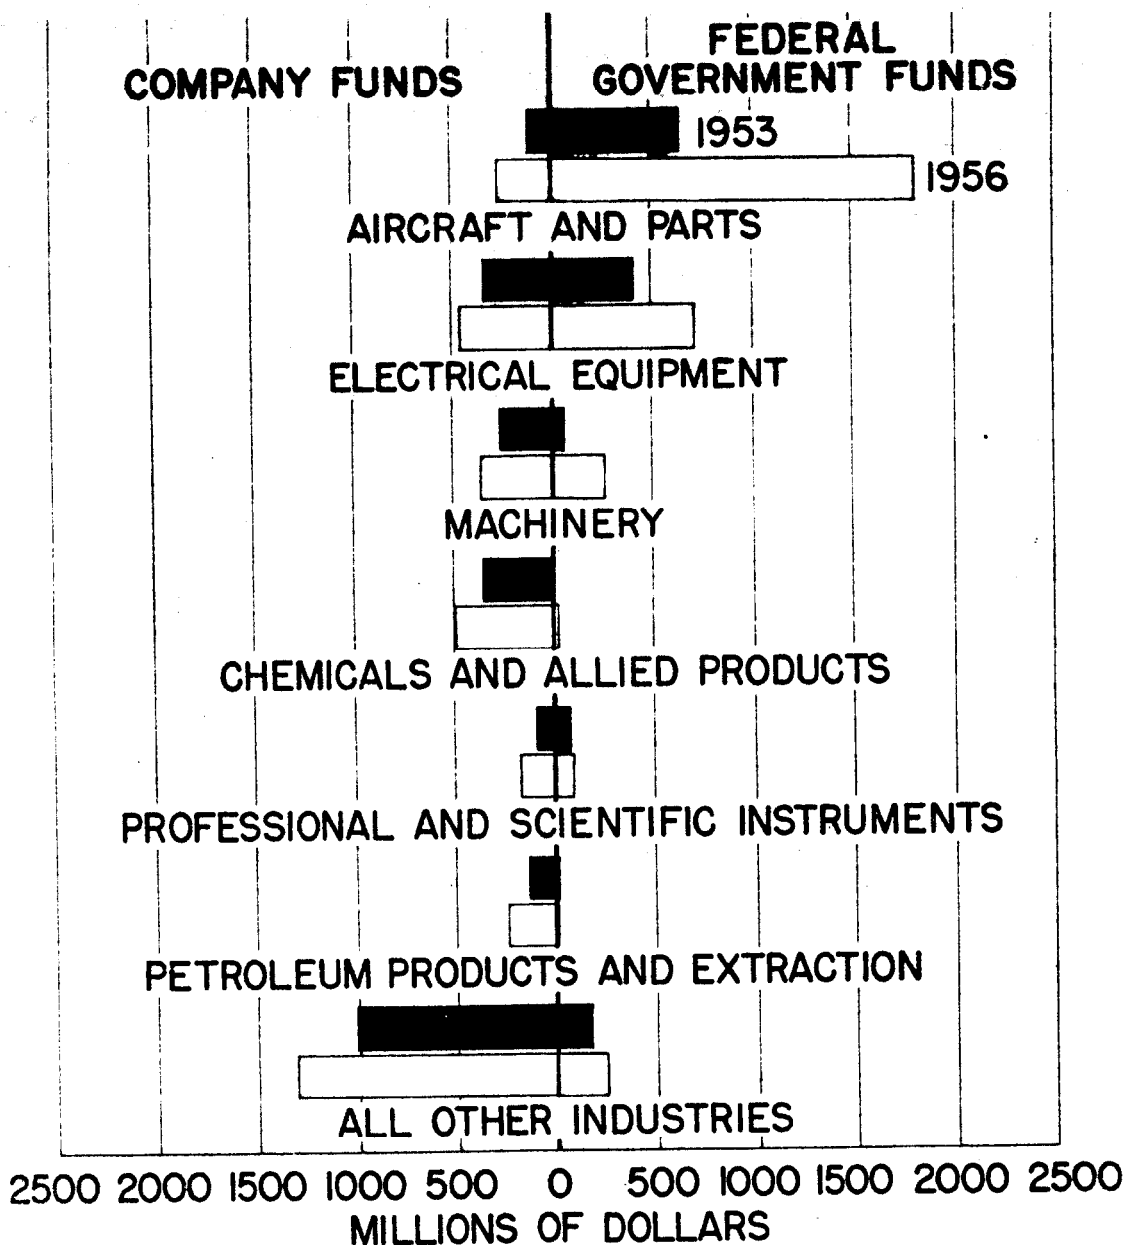 FEDERAL
COMPANY FUNDS GOVERNMENT FUNDS
1953
1956
AIRCRAFT AND PARTS
ELECTRICAL EQUIPMENT
MACHINERY
CHEMICALS AND ALLIED PRODUCTS
PROFESSIONAL AND SCIENTIFIC INSTRUMENTS
PETROLEUM PRODUCTS AND EXTRACTION
ALL OTHER INDUSTRIES
2500 2000 1500 1000 500 0 500 1000 1500 2000 2500
MILLIONS OF DOLLARS